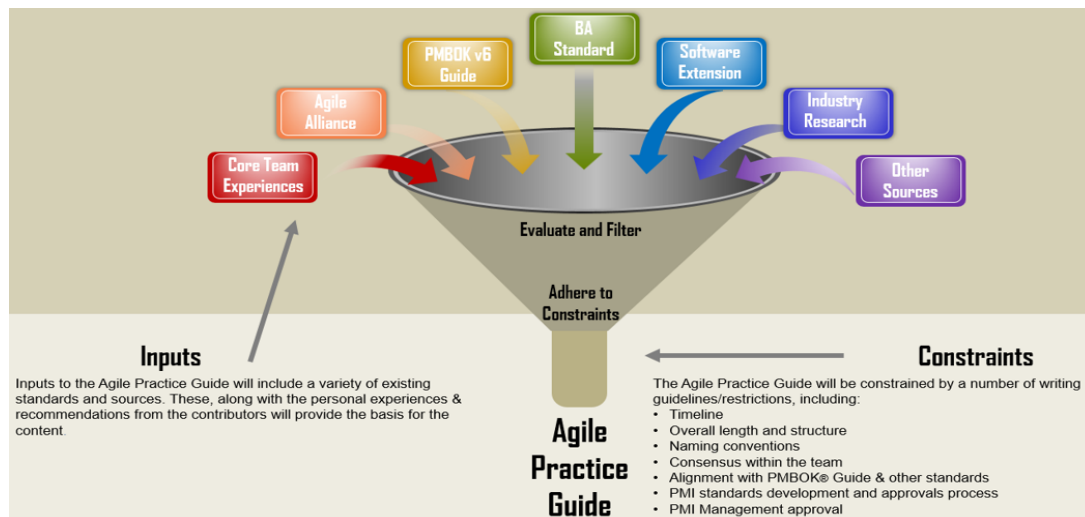 BA
Standard
PMBOK v6
Guide
Software
Extension
Agile
Alliance
Industry
Research
Core Team
Experiences
Other
Sources
Evaluate and Filter
Adhere to
Constraints
Inputs
Inputs to the Agile Practice Guide will include a variety of existing
standards and sources. These, along with the personal experiences &
recommendations from the contributors will provide the basis for the
content.
Constraints
The Agile Practice Guide will be constrained by a number of writing
guidelines/restrictions, including:
• Timeline
• Overall length and structure
• Naming conventions
• Consensus within the team
• Alignment with PMBOK® Guide & other standards
• PMI standards development and approvals process
• PMI Management approval
Agile
Practice
Guide